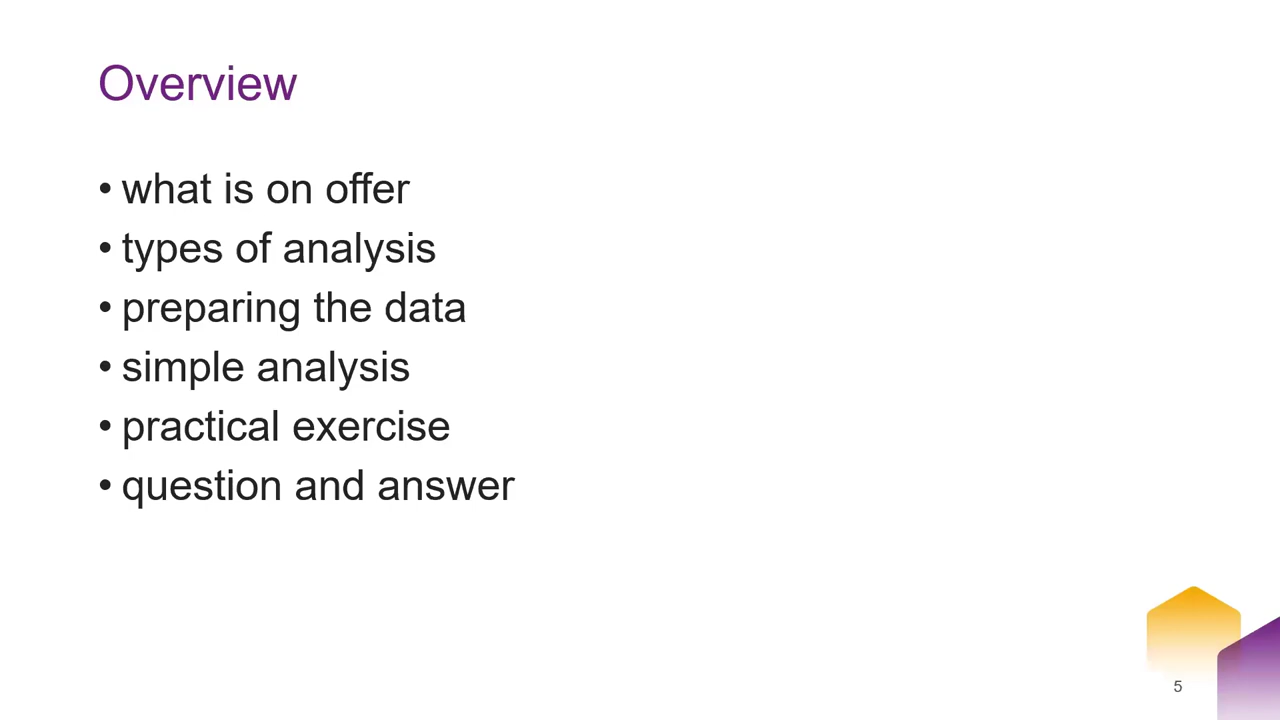 Overview
• what is on offer
• types of analysis
• preparing the data
• simple analysis
• practical exercise
• question and answer
5